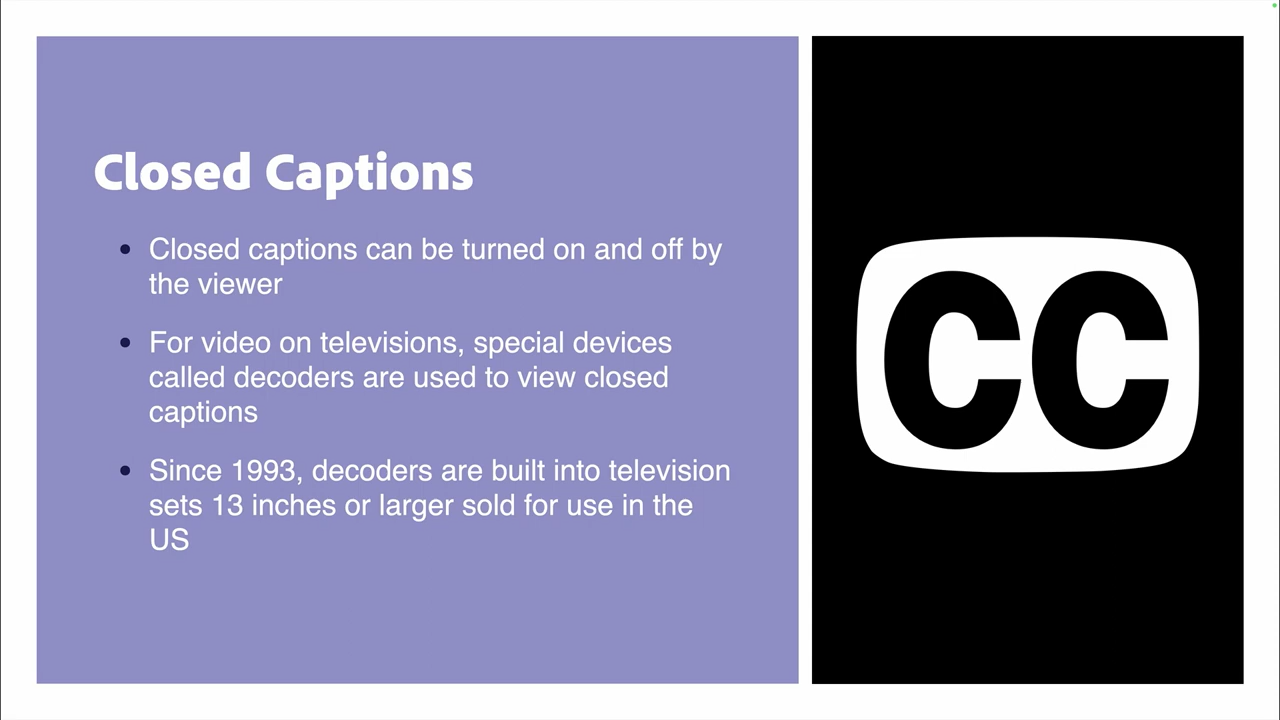 Closed Captions
• Closed captions can be turned on and off by
the viewer
• For video on televisions, special devices
called decoders are used to view closed
captions
• Since 1993, decoders are built into television
sets 13 inches or larger sold for use in the
US
CC